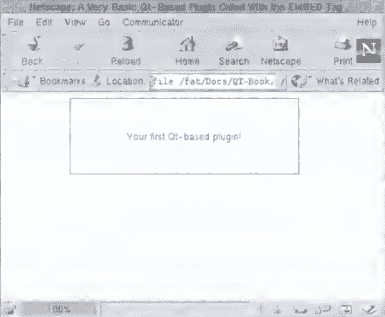 Netscape: A Very Basic Qt-Based Plugin Called With the EMBED Tag
File Edit View Go Communicator Help
Back Reload Home Search Netscape Print N
Bookmarks Location: file /fat/Docs/QT-Book/ What's Related
Your first Qt-based plugin!
100%